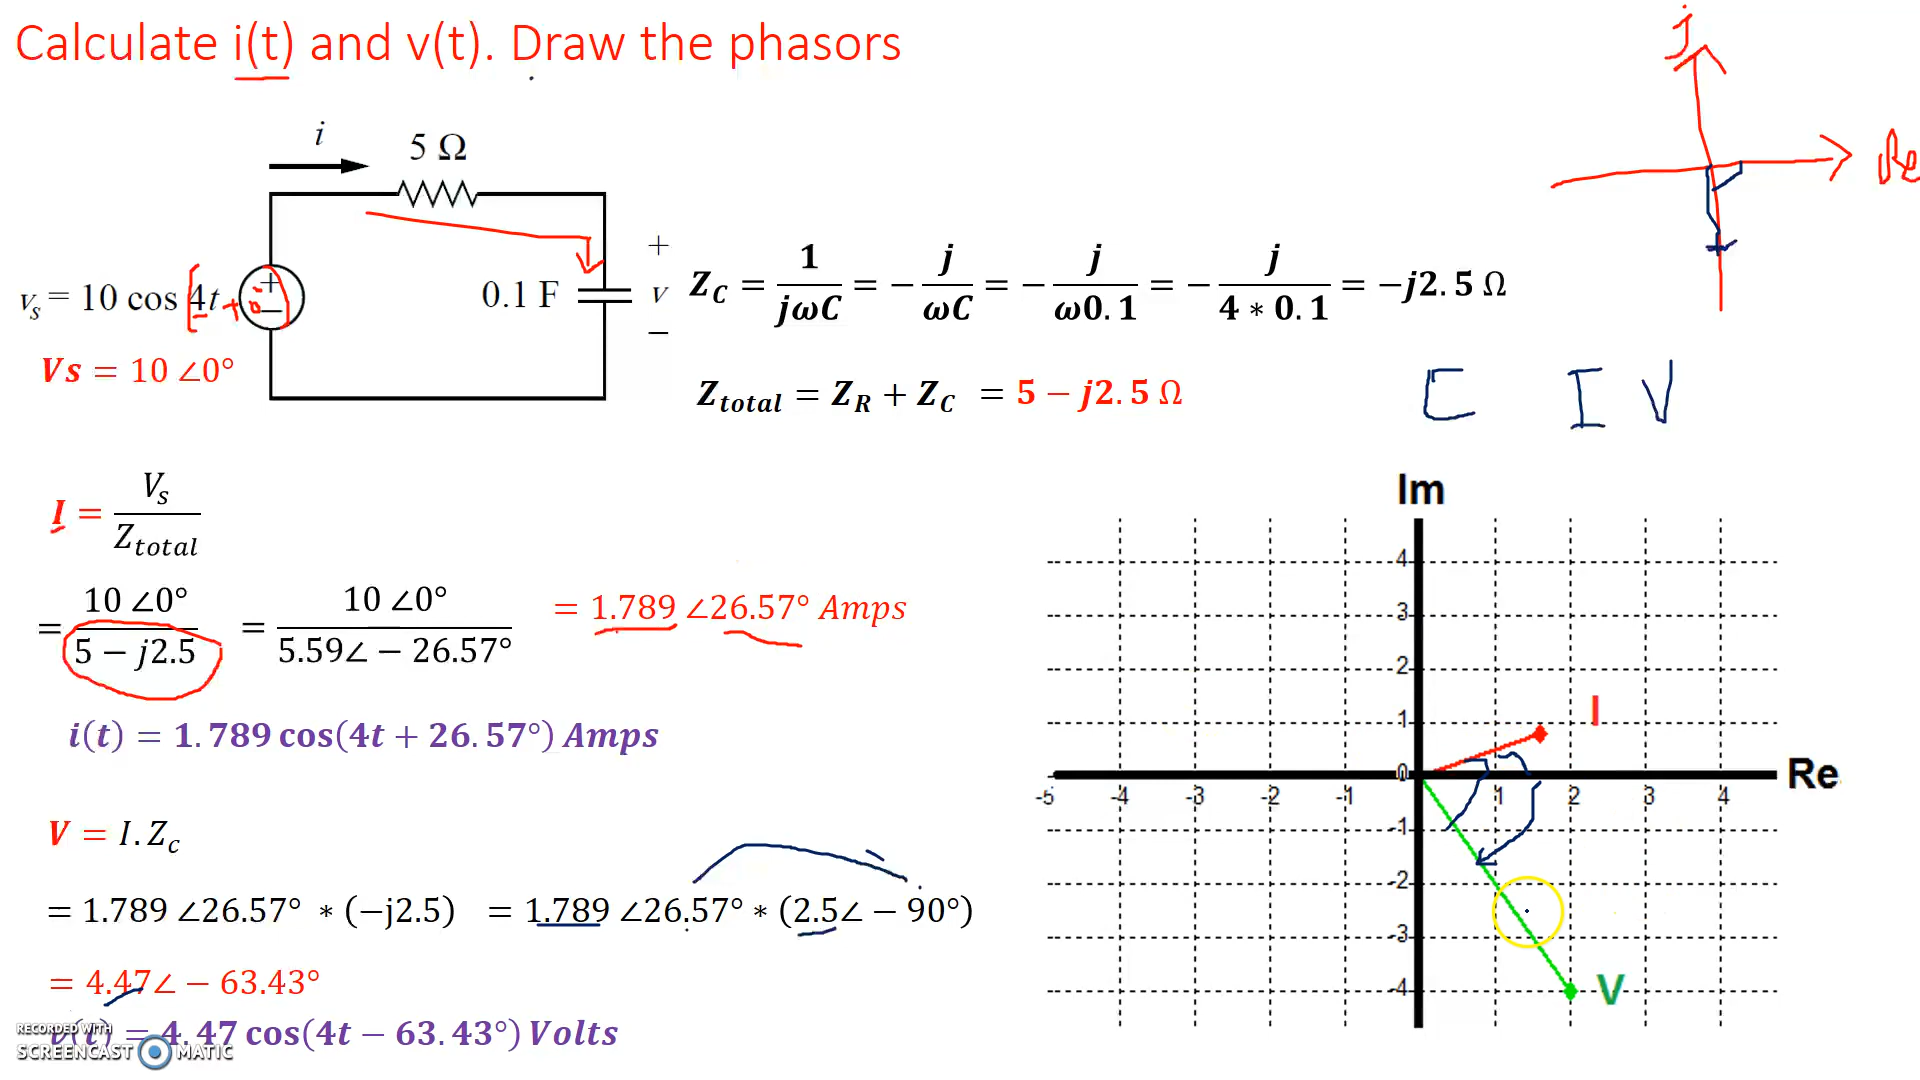 Calculate i(t) and v(t). Draw the phasors
j
Re
i
5 Ω
v_s = 10 cos [4t + 0°
+
−
0.1 F
+
v
−
Z_C = 1/(jωC) = − j/(ωC) = − j/(ω0.1) = − j/(4 ∗ 0.1) = −j2.5 Ω
Vs = 10 ∠0°
Z_total = Z_R + Z_C = 5 − j2.5 Ω
C I V
I = V_s/Z_total
= 10 ∠0°/(5 − j2.5) = 10 ∠0°/(5.59∠ − 26.57°) = 1.789 ∠26.57° Amps
i(t) = 1.789 cos(4t + 26.57°) Amps
V = I.Z_c
= 1.789 ∠26.57° ∗ (−j2.5) = 1.789 ∠26.57° ∗ (2.5∠ − 90°)
= 4.47∠ − 63.43°
v(t) = 4.47 cos(4t − 63.43°) Volts
Im
4
3
2
1
0
I
Re
-5 -4 -3 -2 -1 1 2 3 4
-1
-2
-3
-4
V
RECORDED WITH
SCREENCAST MATIC